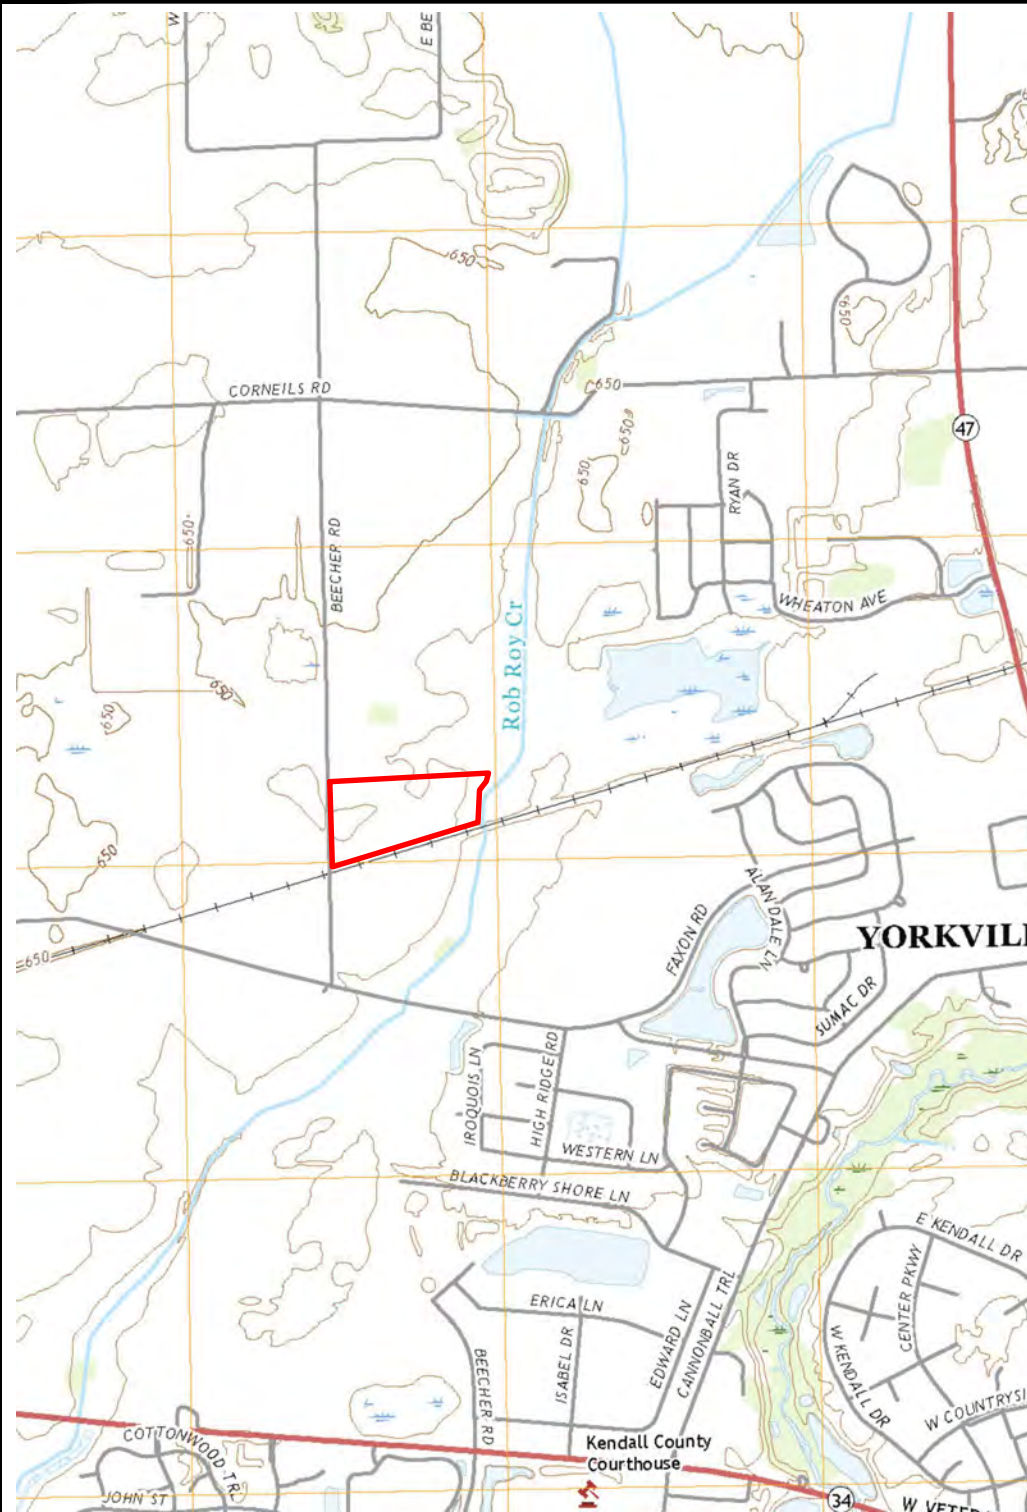 W
E BE
650
650
650
CORNEILS RD
650
47
650
RYAN DR
650
650
BEECHER RD
WHEATON AVE
Rob Roy Cr
650
650
650
ALAN DALE LN
FAXON RD
YORKVILL
650
SUMAC DR
IROQUOIS LN
HIGH RIDGE RD
WESTERN LN
BLACKBERRY SHORE LN
E KENDALL DR
CENTER PKWY
ERICA LN
EDWARD LN
CANNONBALL TRL
ISABEL DR
BEECHER RD
W KENDALL DR
W COUNTRYSI
COTTONWOOD TRL
Kendall County
Courthouse
JOHN ST
34
W VETER